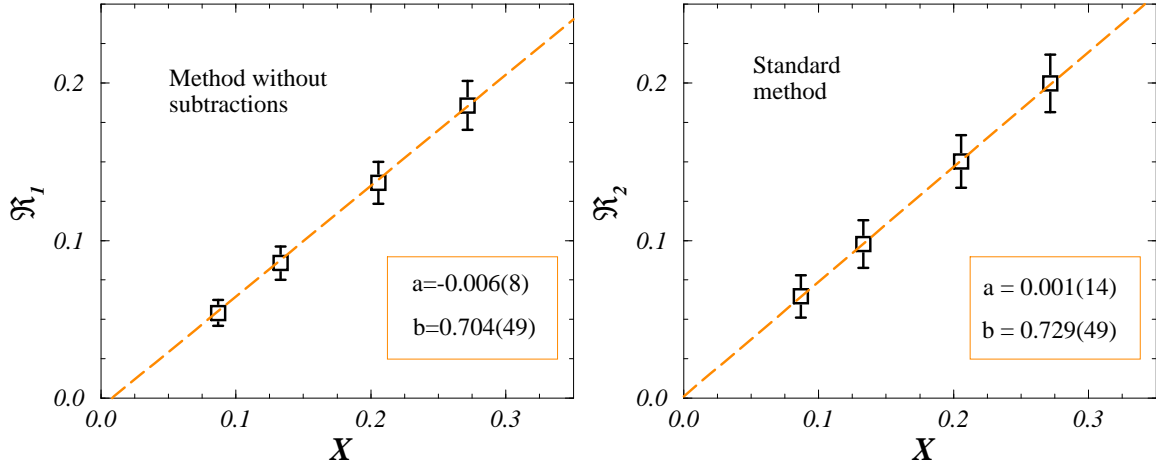 Method without
subtractions
0.2
0.1
0.0
ℜ1
a=-0.006(8)
b=0.704(49)
0.0 0.1 0.2 0.3
X
Standard
method
0.2
0.1
0.0
ℜ2
a = 0.001(14)
b = 0.729(49)
0.0 0.1 0.2 0.3
X